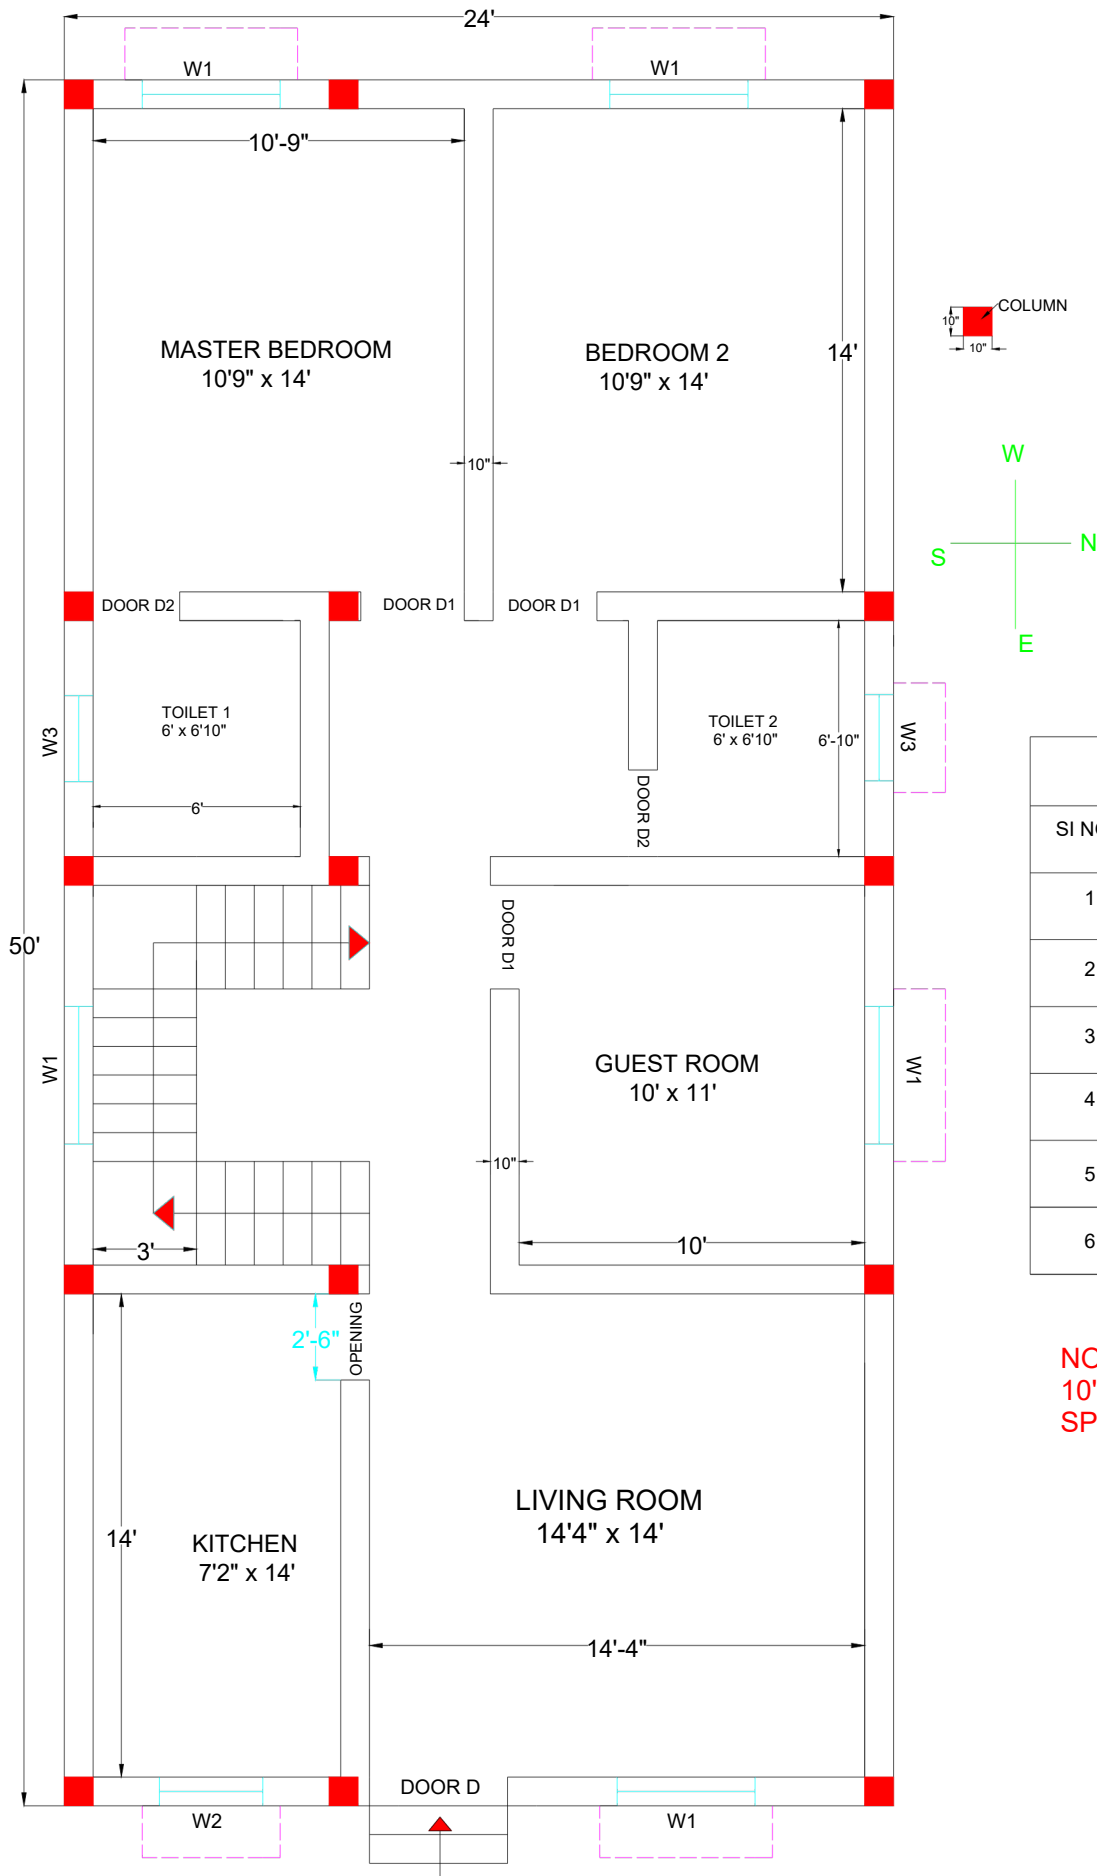 24'
W1
W1
10'-9"
MASTER BEDROOM
10'9" x 14'
BEDROOM 2
10'9" x 14'
14'
10"
COLUMN
10"
10"
W
S
N
E
DOOR D2
DOOR D1
DOOR D1
TOILET 1
6' x 6'10"
TOILET 2
6' x 6'10"
6'-10"
W3
W3
DOOR D2
6'
50'
DOOR D1
GUEST ROOM
10' x 11'
W1
W1
10"
3'
10'
SI NO
1
2
3
4
5
6
2'-6"
OPENING
NO
10'
SP
LIVING ROOM
14'4" x 14'
KITCHEN
7'2" x 14'
14'
14'-4"
DOOR D
W2
W1